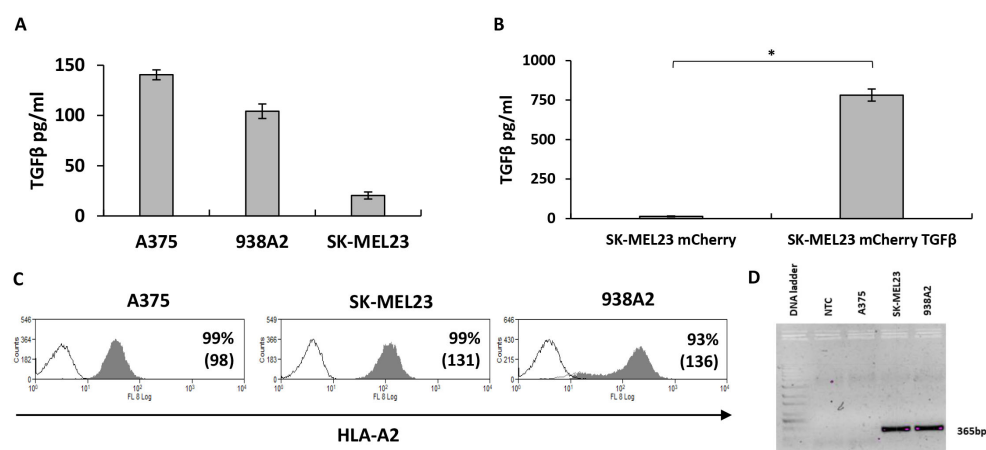 A
TGFβ pg/ml
150
100
50
0
A375 938A2 SK-MEL23
B
TGFβ pg/ml
1000
750
500
250
0
*
SK-MEL23 mCherry SK-MEL23 mCherry TGFβ
C
A375
546
364
182
0
Counts
99%
(98)
10⁰ 10¹ 10² 10³ 10⁴
FL 8 Log
SK-MEL23
549
366
183
0
Counts
99%
(131)
10⁰ 10¹ 10² 10³ 10⁴
FL 8 Log
938A2
646
430
215
0
Counts
93%
(136)
10⁰ 10¹ 10² 10³ 10⁴
FL 8 Log
HLA-A2
D
DNA ladder
NTC
A375
SK-MEL23
938A2
365bp